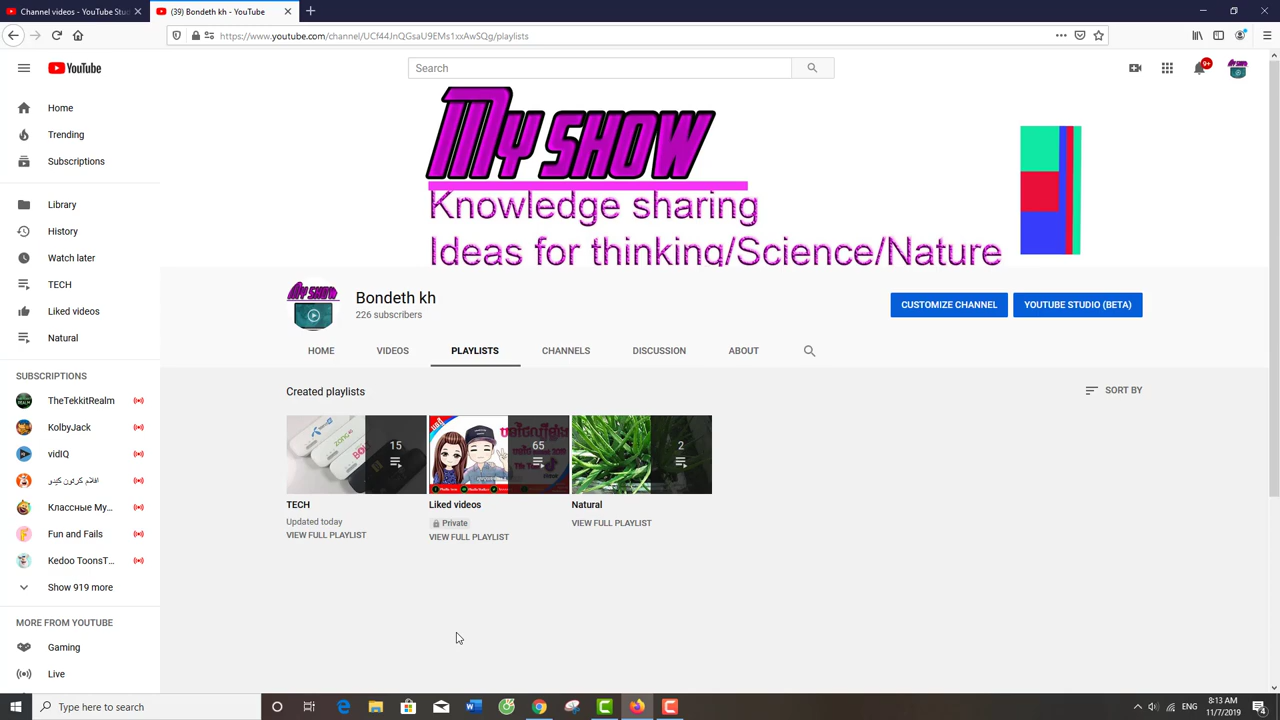 Channel videos - YouTube Stud
(39) Bondeth kh - YouTube
https://www.youtube.com/channel/UCf44JnQGsaU9EMs1xxAwSQg/playlists
YouTube
Search
9+
My SHOW
Knowledge sharing
Ideas for thinking/Science/Nature
Home
Trending
Subscriptions
Library
History
Watch later
TECH
Liked videos
Natural
SUBSCRIPTIONS
TheTekkitRealm
KolbyJack
vidIQ
Классные Му...
Fun and Fails
Kedoo ToonsT...
Show 919 more
MORE FROM YOUTUBE
Gaming
Live
MY SHOW
Bondeth kh
226 subscribers
CUSTOMIZE CHANNEL
YOUTUBE STUDIO (BETA)
HOME
VIDEOS
PLAYLISTS
CHANNELS
DISCUSSION
ABOUT
Created playlists
SORT BY
15
65
2
TECH
Updated today
VIEW FULL PLAYLIST
Liked videos
Private
VIEW FULL PLAYLIST
Natural
VIEW FULL PLAYLIST
Type here to search
ENG
8:13 AM
11/7/2019
4